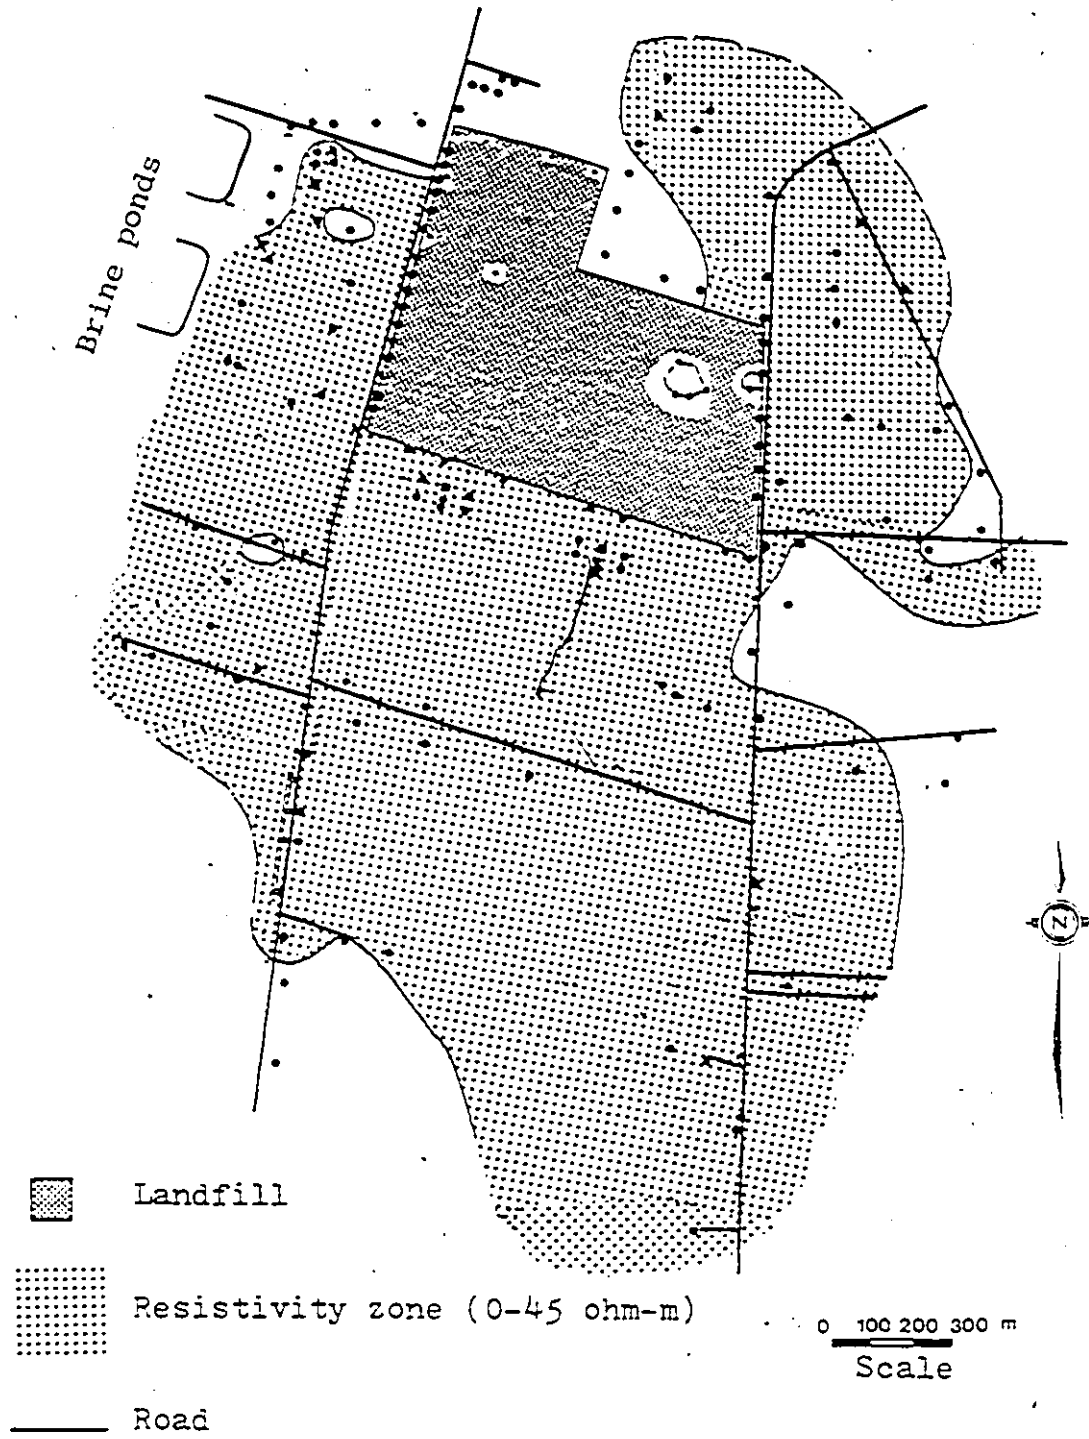 Brine ponds
N
Landfill
Resistivity zone (0-45 ohm-m)
0 100 200 300 m
Scale
Road